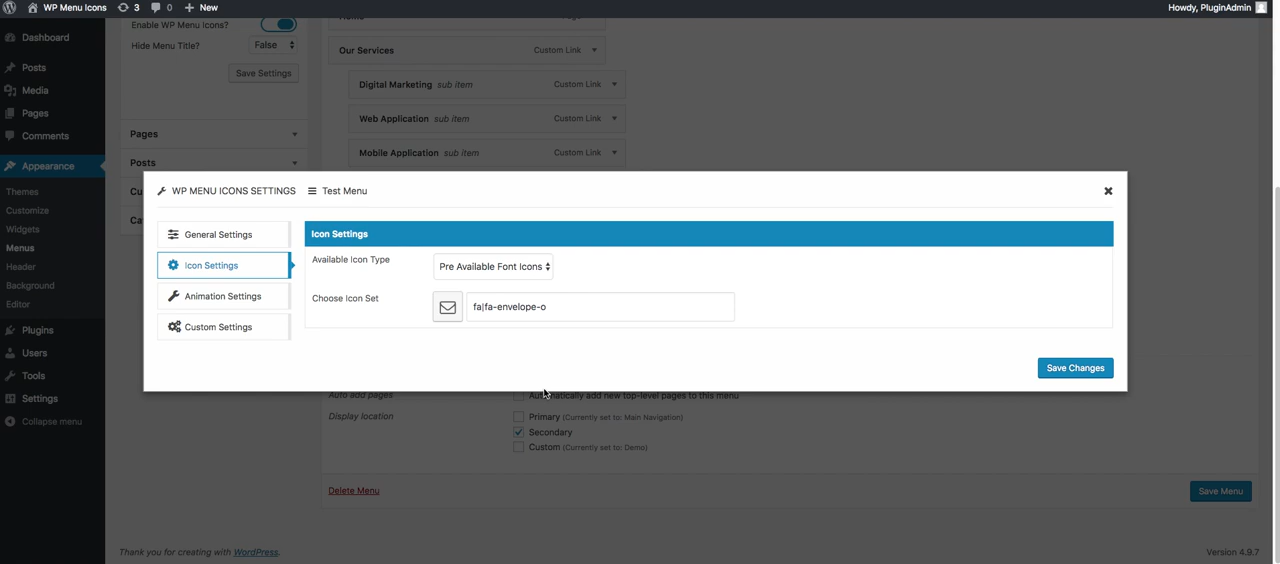 WP Menu Icons 3 0 New Howdy, PluginAdmin
Enable WP Menu Icons?
Hide Menu Title? False
Save Settings
Dashboard
Posts
Media
Pages
Comments
Appearance
Themes
Customize
Widgets
Menus
Header
Background
Editor
Plugins
Users
Tools
Settings
Collapse menu
Pages
Posts
Cu
Ca
Our Services Custom Link
Digital Marketing sub item Custom Link
Web Application sub item Custom Link
Mobile Application sub item Custom Link
WP MENU ICONS SETTINGS Test Menu
General Settings
Icon Settings
Animation Settings
Custom Settings
Icon Settings
Available Icon Type Pre Available Font Icons
Choose Icon Set fa|fa-envelope-o
Save Changes
Auto add pages Automatically add new top-level pages to this menu
Display location Primary (Currently set to: Main Navigation)
Secondary
Custom (Currently set to: Demo)
Delete Menu Save Menu
Thank you for creating with WordPress. Version 4.9.7